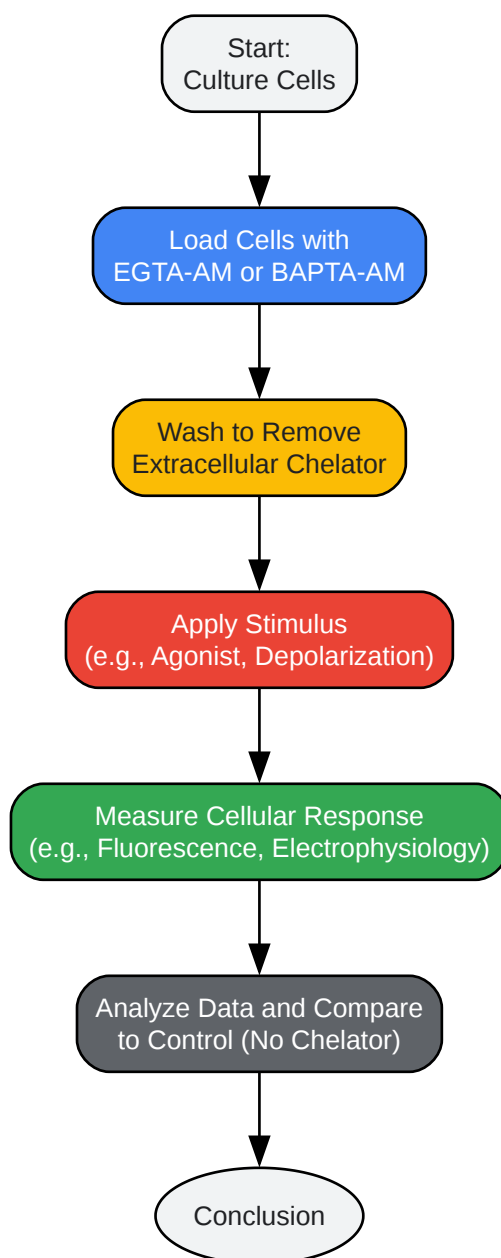 Start:
Culture Cells
Load Cells with
EGTA-AM or BAPTA-AM
Wash to Remove
Extracellular Chelator
Apply Stimulus
(e.g., Agonist, Depolarization)
Measure Cellular Response
(e.g., Fluorescence, Electrophysiology)
Analyze Data and Compare
to Control (No Chelator)
Conclusion